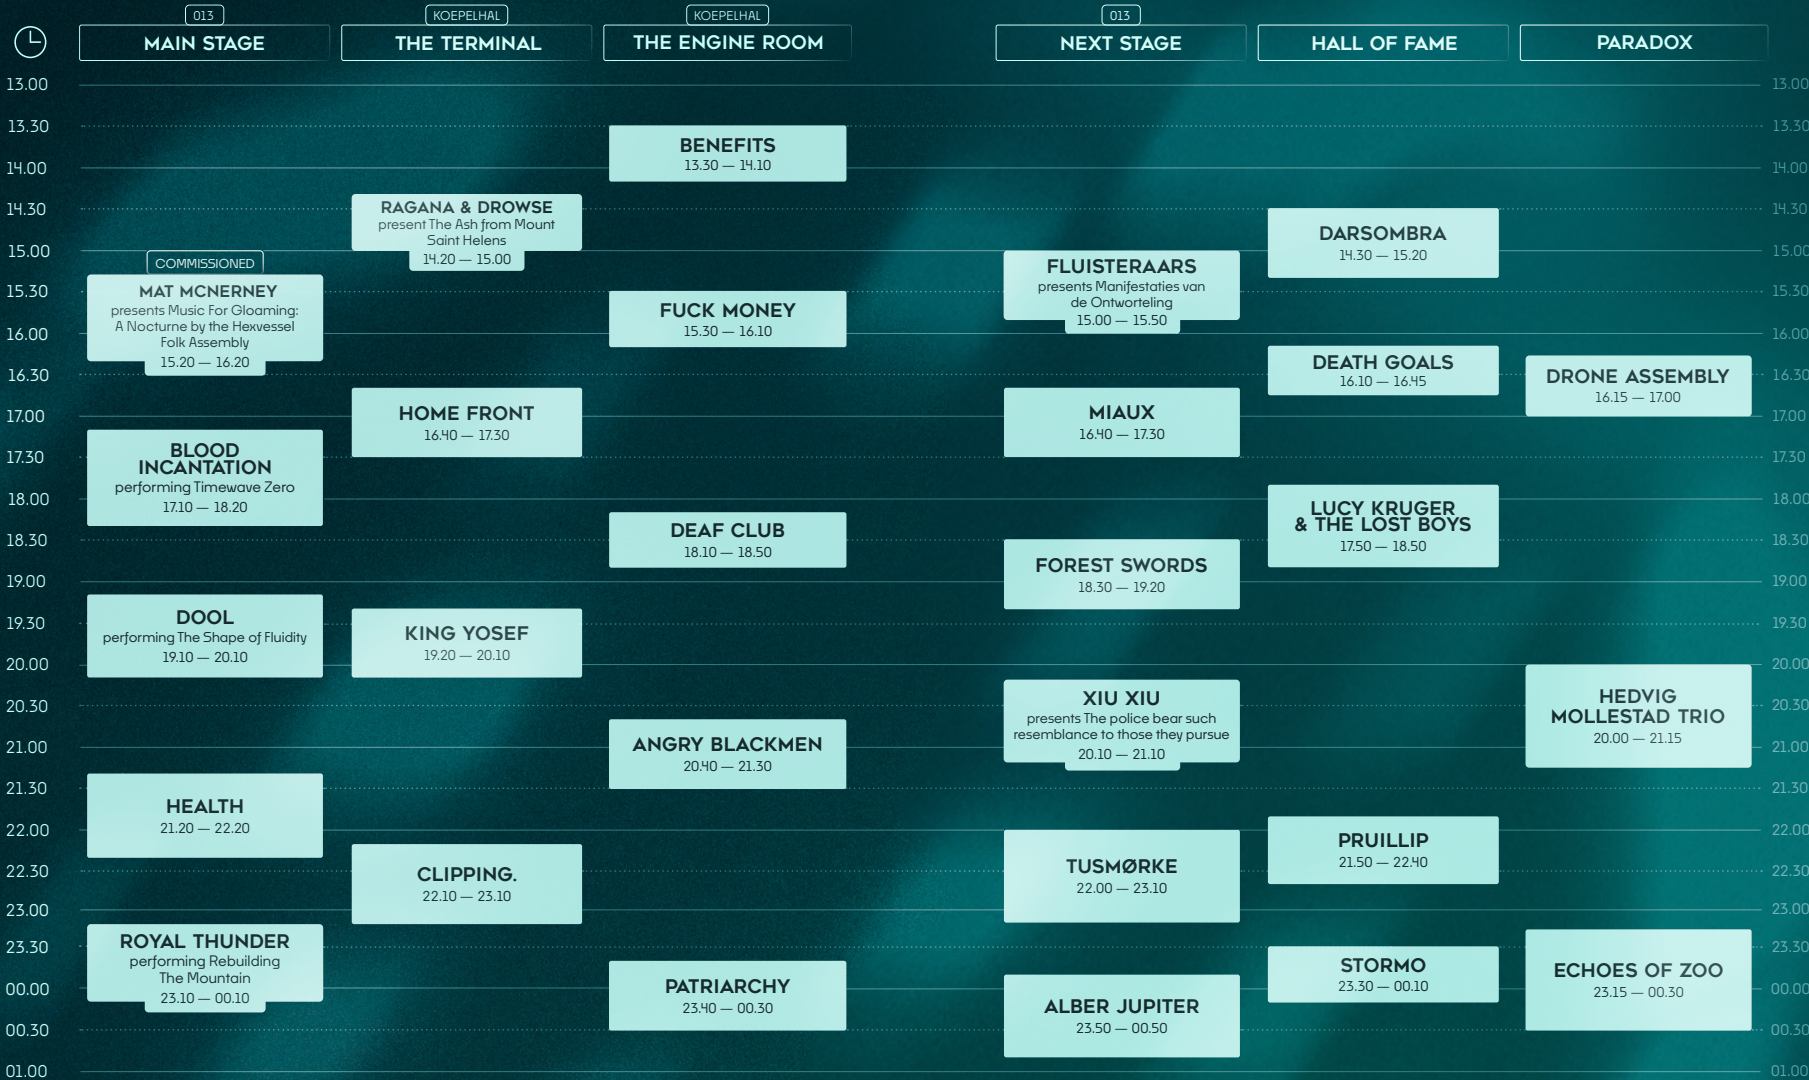 013
KOEPELHAL
KOEPELHAL
013
MAIN STAGE
THE TERMINAL
THE ENGINE ROOM
NEXT STAGE
HALL OF FAME
PARADOX
13.00
13.30
14.00
14.30
15.00
15.30
16.00
16.30
17.00
17.30
18.00
18.30
19.00
19.30
20.00
20.30
21.00
21.30
22.00
22.30
23.00
23.30
00.00
00.30
01.00
COMMISSIONED
MAT MCNERNEY
presents Music For Gloaming:
A Nocturne by the Hexvessel
Folk Assembly
15.20 — 16.20
BLOOD
INCANTATION
performing Timewave Zero
17.10 — 18.20
DOOL
performing The Shape of Fluidity
19.10 — 20.10
HEALTH
21.20 — 22.20
ROYAL THUNDER
performing Rebuilding
The Mountain
23.10 — 00.10
RAGANA & DROWSE
present The Ash from Mount
Saint Helens
14.20 — 15.00
HOME FRONT
16.40 — 17.30
KING YOSEF
19.20 — 20.10
CLIPPING.
22.10 — 23.10
BENEFITS
13.30 — 14.10
FUCK MONEY
15.30 — 16.10
DEAF CLUB
18.10 — 18.50
ANGRY BLACKMEN
20.40 — 21.30
PATRIARCHY
23.40 — 00.30
FLUISTERAARS
presents Manifestaties van
de Ontworteling
15.00 — 15.50
MIAUX
16.40 — 17.30
FOREST SWORDS
18.30 — 19.20
XIU XIU
presents The police bear such
resemblance to those they pursue
20.10 — 21.10
TUSMØRKE
22.00 — 23.10
ALBER JUPITER
23.50 — 00.50
DARSOMBRA
14.30 — 15.20
DEATH GOALS
16.10 — 16.45
LUCY KRUGER
& THE LOST BOYS
17.50 — 18.50
PRUILLIP
21.50 — 22.40
STORMO
23.30 — 00.10
DRONE ASSEMBLY
16.15 — 17.00
HEDVIG
MOLLESTAD TRIO
20.00 — 21.15
ECHOES OF ZOO
23.15 — 00.30
13.00
13.30
14.00
14.30
15.00
15.30
16.00
16.30
17.00
17.30
18.00
18.30
19.00
19.30
20.00
20.30
21.00
21.30
22.00
22.30
23.00
23.30
00.00
00.30
01.00